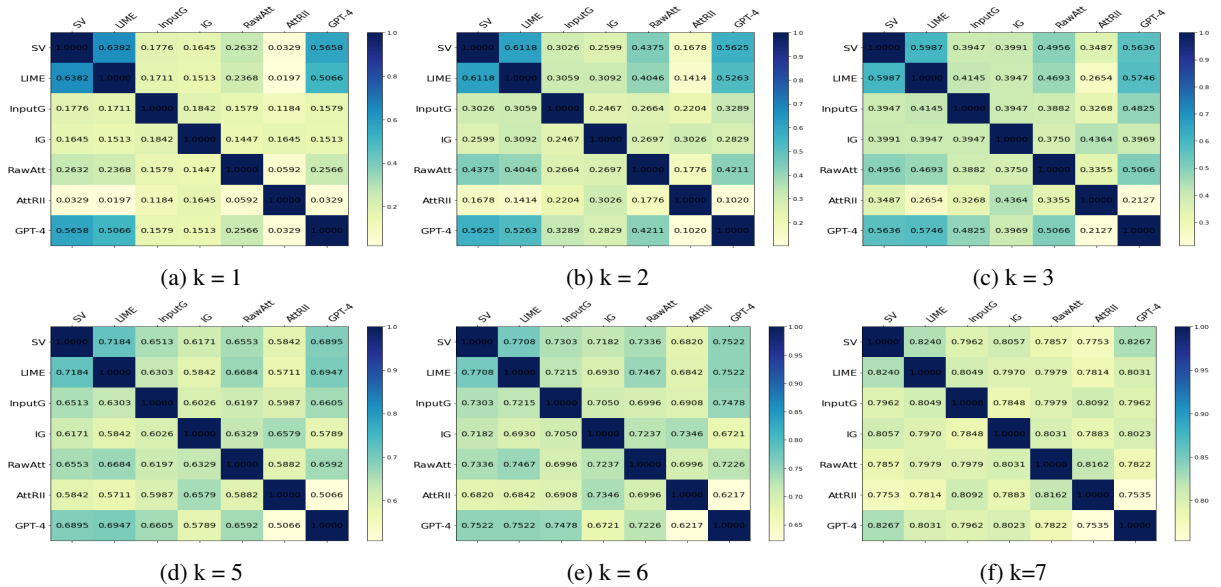 SV LIME InputG IG RawAtt AttRII GPT-4
SV 1.0000 0.6382 0.1776 0.1645 0.2632 0.0329 0.5658
LIME 0.6382 1.0000 0.1711 0.1513 0.2368 0.0197 0.5066
InputG 0.1776 0.1711 1.0000 0.1842 0.1579 0.1184 0.1579
IG 0.1645 0.1513 0.1842 1.0000 0.1447 0.1645 0.1513
RawAtt 0.2632 0.2368 0.1579 0.1447 1.0000 0.0592 0.2566
AttRII 0.0329 0.0197 0.1184 0.1645 0.0592 1.0000 0.0329
GPT-4 0.5658 0.5066 0.1579 0.1513 0.2566 0.0329 1.0000
1.0
0.8
0.6
0.4
0.2
(a) k = 1
SV LIME InputG IG RawAtt AttRII GPT-4
SV 1.0000 0.6118 0.3026 0.2599 0.4375 0.1678 0.5625
LIME 0.6118 1.0000 0.3059 0.3092 0.4046 0.1414 0.5263
InputG 0.3026 0.3059 1.0000 0.2467 0.2664 0.2204 0.3289
IG 0.2599 0.3092 0.2467 1.0000 0.2697 0.3026 0.2829
RawAtt 0.4375 0.4046 0.2664 0.2697 1.0000 0.1776 0.4211
AttRII 0.1678 0.1414 0.2204 0.3026 0.1776 1.0000 0.1020
GPT-4 0.5625 0.5263 0.3289 0.2829 0.4211 0.1020 1.0000
1.0
0.9
0.8
0.7
0.6
0.5
0.4
0.3
0.2
(b) k = 2
SV LIME InputG IG RawAtt AttRII GPT-4
SV 1.0000 0.5987 0.3947 0.3991 0.4956 0.3487 0.5636
LIME 0.5987 1.0000 0.4145 0.3947 0.4693 0.2654 0.5746
InputG 0.3947 0.4145 1.0000 0.3947 0.3882 0.3268 0.4825
IG 0.3991 0.3947 0.3947 1.0000 0.3750 0.4364 0.3969
RawAtt 0.4956 0.4693 0.3882 0.3750 1.0000 0.3355 0.5066
AttRII 0.3487 0.2654 0.3268 0.4364 0.3355 1.0000 0.2127
GPT-4 0.5636 0.5746 0.4825 0.3969 0.5066 0.2127 1.0000
1.0
0.9
0.8
0.7
0.6
0.5
0.4
0.3
(c) k = 3
SV LIME InputG IG RawAtt AttRII GPT-4
SV 1.0000 0.7184 0.6513 0.6171 0.6553 0.5842 0.6895
LIME 0.7184 1.0000 0.6303 0.5842 0.6684 0.5711 0.6947
InputG 0.6513 0.6303 1.0000 0.6026 0.6197 0.5987 0.6605
IG 0.6171 0.5842 0.6026 1.0000 0.6329 0.6579 0.5789
RawAtt 0.6553 0.6684 0.6197 0.6329 1.0000 0.5882 0.6592
AttRII 0.5842 0.5711 0.5987 0.6579 0.5882 1.0000 0.5066
GPT-4 0.6895 0.6947 0.6605 0.5789 0.6592 0.5066 1.0000
1.0
0.9
0.8
0.7
0.6
(d) k = 5
SV LIME InputG IG RawAtt AttRII GPT-4
SV 1.0000 0.7708 0.7303 0.7182 0.7336 0.6820 0.7522
LIME 0.7708 1.0000 0.7215 0.6930 0.7467 0.6842 0.7522
InputG 0.7303 0.7215 1.0000 0.7050 0.6996 0.6908 0.7478
IG 0.7182 0.6930 0.7050 1.0000 0.7237 0.7346 0.6721
RawAtt 0.7336 0.7467 0.6996 0.7237 1.0000 0.6996 0.7226
AttRII 0.6820 0.6842 0.6908 0.7346 0.6996 1.0000 0.6217
GPT-4 0.7522 0.7522 0.7478 0.6721 0.7226 0.6217 1.0000
1.00
0.95
0.90
0.85
0.80
0.75
0.70
0.65
(e) k = 6
SV LIME InputG IG RawAtt AttRII GPT-4
SV 1.0000 0.8240 0.7962 0.8057 0.7857 0.7753 0.8267
LIME 0.8240 1.0000 0.8049 0.7970 0.7979 0.7814 0.8031
InputG 0.7962 0.8049 1.0000 0.7848 0.7979 0.8092 0.7962
IG 0.8057 0.7970 0.7848 1.0000 0.8031 0.7883 0.8023
RawAtt 0.7857 0.7979 0.7979 0.8031 1.0000 0.8162 0.7822
AttRII 0.7753 0.7814 0.8092 0.7883 0.8162 1.0000 0.7535
GPT-4 0.8267 0.8031 0.7962 0.8023 0.7822 0.7535 1.0000
1.00
0.95
0.90
0.85
0.80
(f) k=7